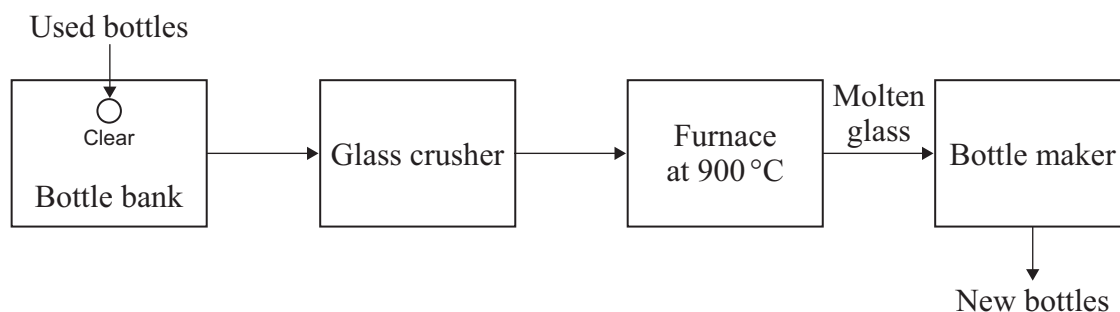 Used bottles
Clear
Bottle bank
Glass crusher
Furnace
at 900 °C
Molten
glass
Bottle maker
New bottles